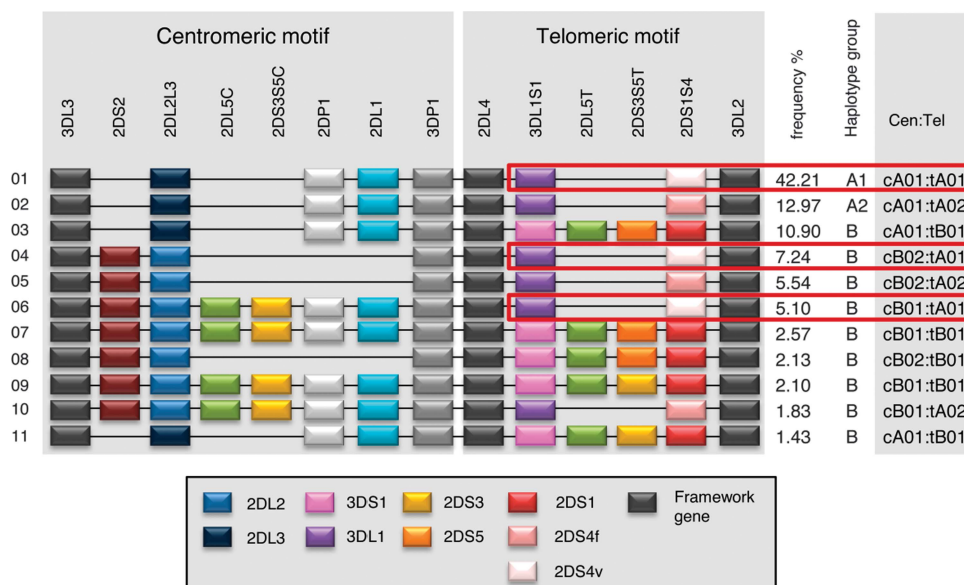 Centromeric motif
Telomeric motif
3DL3 2DS2 2DL2L3 2DL5C 2DS3S5C 2DP1 2DL1 3DP1 2DL4 3DL1S1 2DL5T 2DS3S5T 2DS1S4 3DL2 frequency % Haplotype group Cen:Tel
01 42.21 A1 cA01:tA01
02 12.97 A2 cA01:tA02
03 10.90 B cA01:tB01
04 7.24 B cB02:tA01
05 5.54 B cB02:tA02
06 5.10 B cB01:tA01
07 2.57 B cB01:tB01
08 2.13 B cB02:tB01
09 2.10 B cB01:tB01
10 1.83 B cB01:tA02
11 1.43 B cA01:tB01
2DL2 3DS1 2DS3 2DS1 Framework
gene
2DL3 3DL1 2DS5 2DS4f
2DS4v